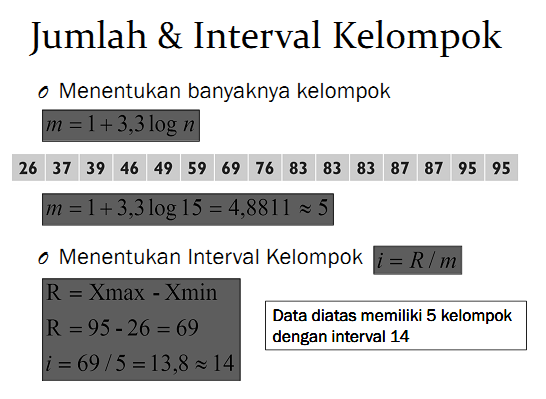 Jumlah & Interval Kelompok
Menentukan banyaknya kelompok
m = 1 + 3,3 log n
26 37 39 46 49 59 69 76 83 83 83 87 87 95 95
m = 1 + 3,3 log 15 = 4,8811 ≈ 5
Menentukan Interval Kelompok i = R / m
R = Xmax - Xmin
R = 95 - 26 = 69
i = 69 / 5 = 13,8 ≈ 14
Data diatas memiliki 5 kelompok
dengan interval 14